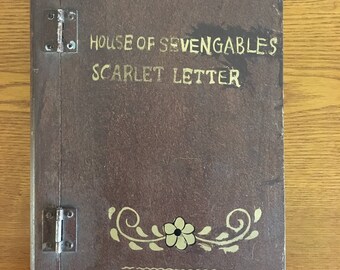 HOUSE OF SEVENGABLES
SCARLET LETTER